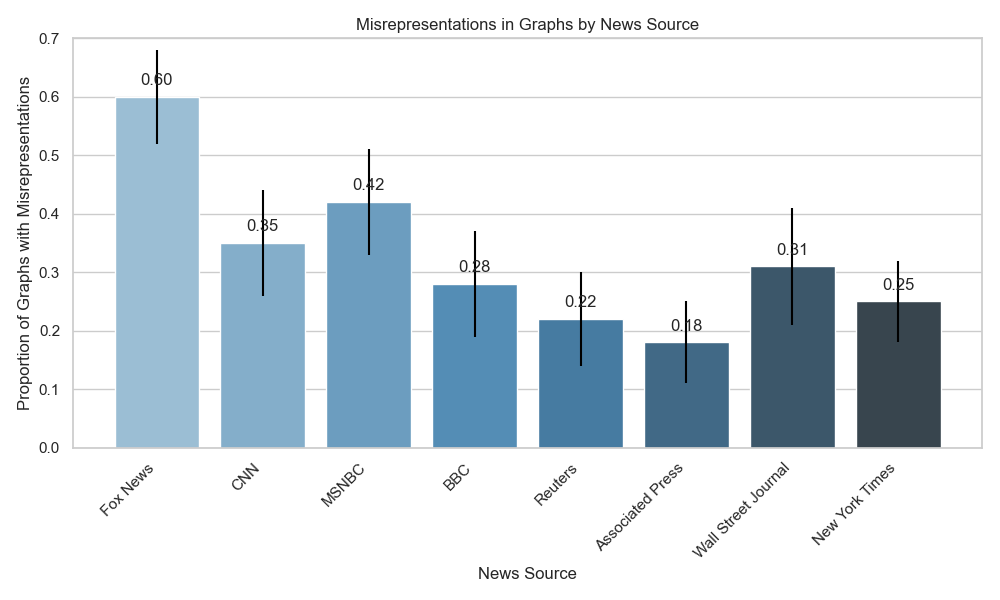 Misrepresentations in Graphs by News Source
Proportion of Graphs with Misrepresentations
0.7
0.6
0.5
0.4
0.3
0.2
0.1
0.0
0.60
0.35
0.42
0.28
0.22
0.18
0.31
0.25
Fox News
CNN
MSNBC
BBC
Reuters
Associated Press
Wall Street Journal
New York Times
News Source